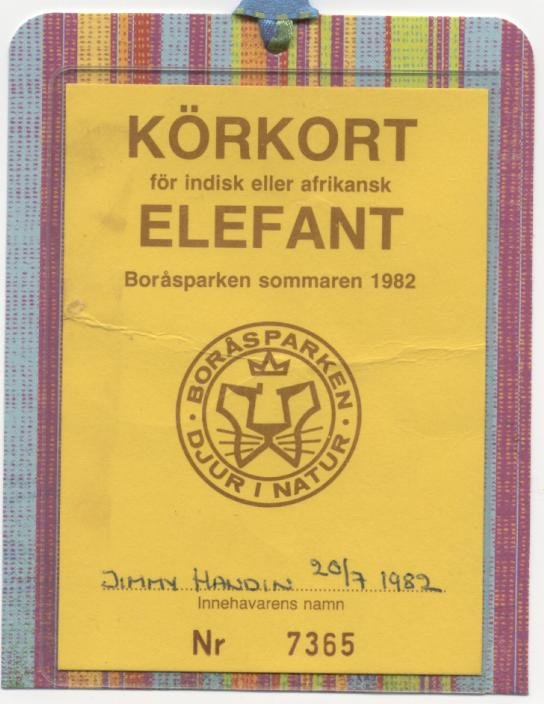 KÖRKORT
för indisk eller afrikansk
ELEFANT
Boråsparken sommaren 1982
BORÅSPARKEN
DJUR I NATUR
JIMMY HANDIN 20/7 1982
Innehavarens namn
Nr 7365